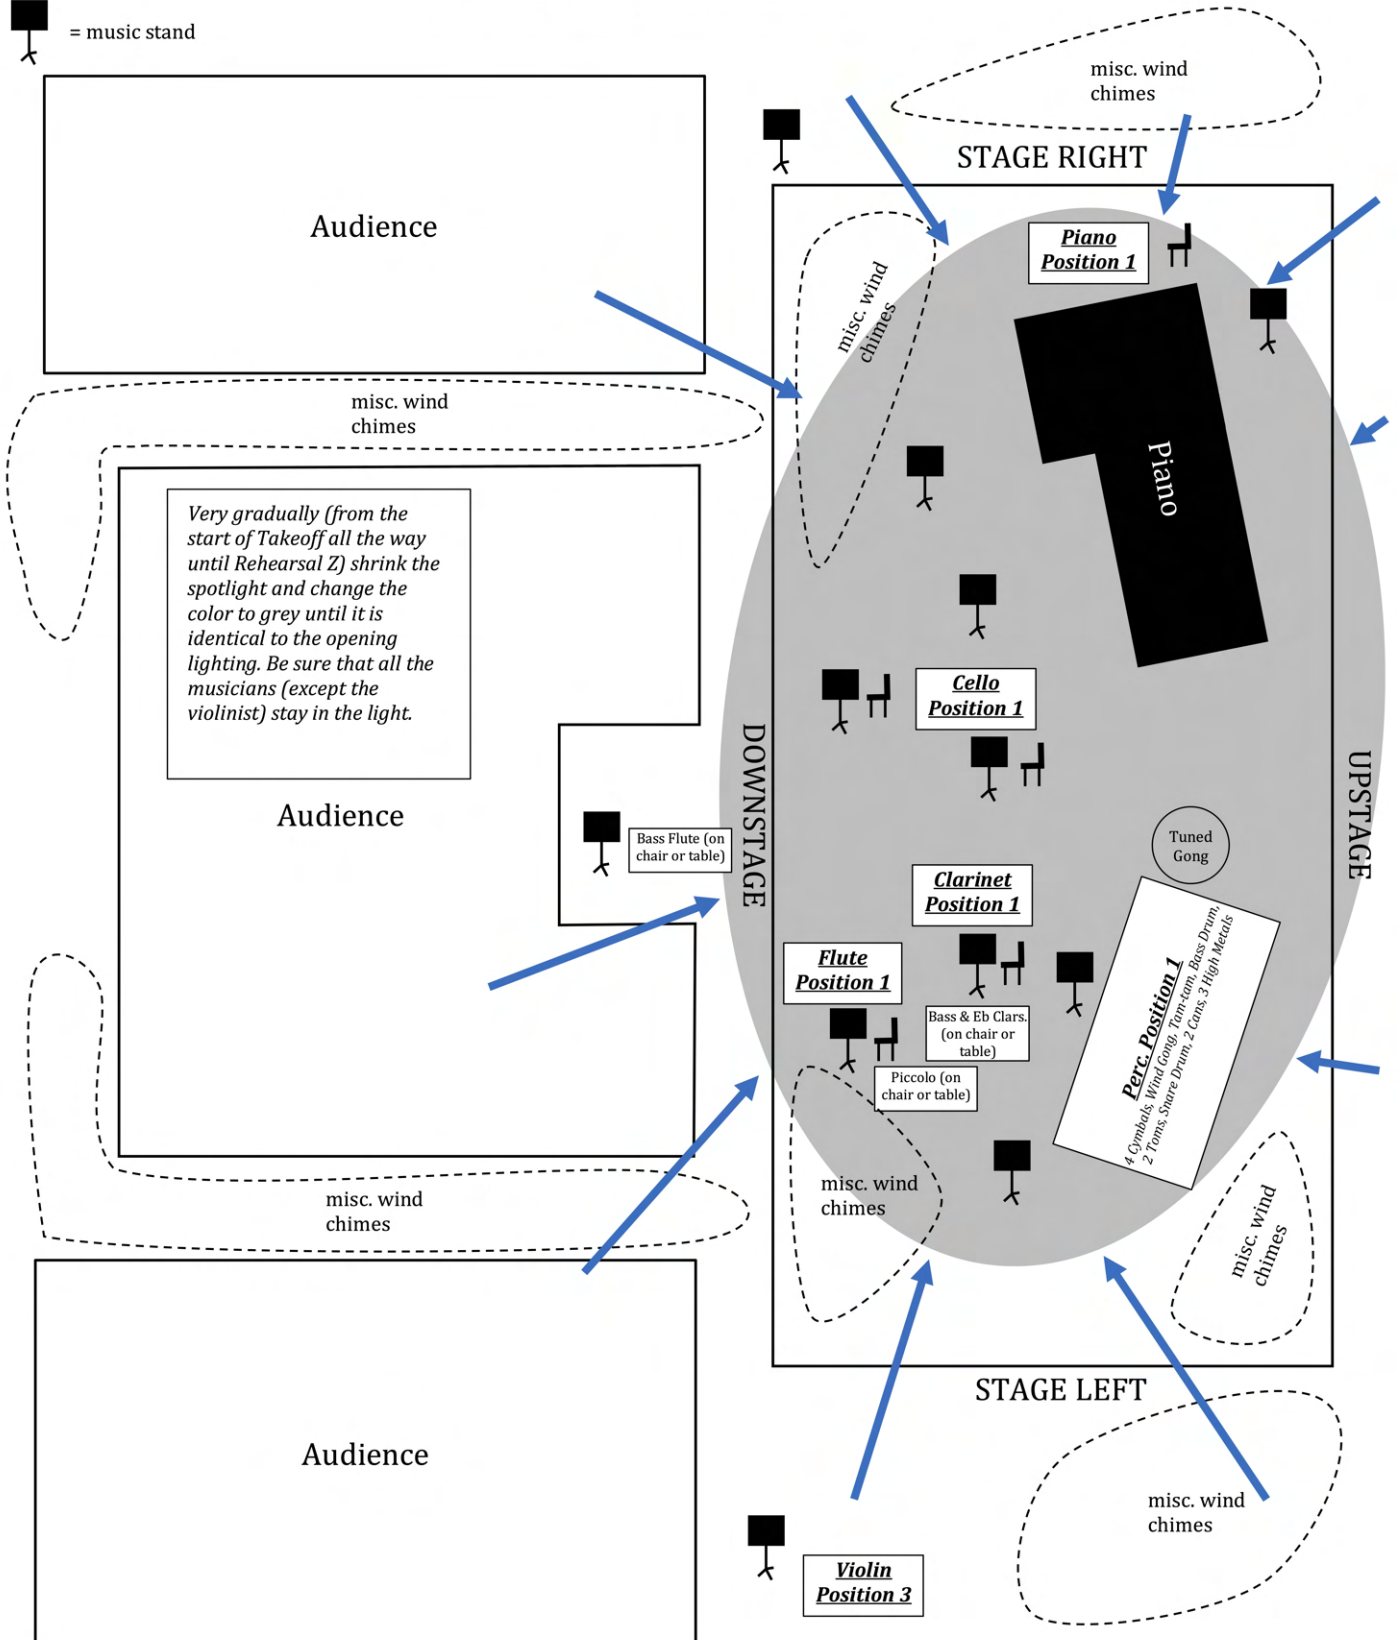 = music stand
misc. wind
chimes
STAGE RIGHT
Audience
Piano
Position 1
misc. wind
chimes
misc. wind
chimes
Piano
Very gradually (from the
start of Takeoff all the way
until Rehearsal Z) shrink the
spotlight and change the
color to grey until it is
identical to the opening
lighting. Be sure that all the
musicians (except the
violinist) stay in the light.
Audience
Cello
Position 1
DOWNSTAGE
UPSTAGE
Bass Flute (on
chair or table)
Tuned
Gong
Clarinet
Position 1
Flute
Position 1
Bass & Eb Clars.
(on chair or
table)
Piccolo (on
chair or table)
Perc. Position 1
4 Cymbals, Wind Gong, Tam-tam, Bass Drum,
2 Toms, Snare Drum, 2 Cans, 3 High Metals
misc. wind
chimes
misc. wind
chimes
misc. wind
chimes
STAGE LEFT
Audience
misc. wind
chimes
Violin
Position 3